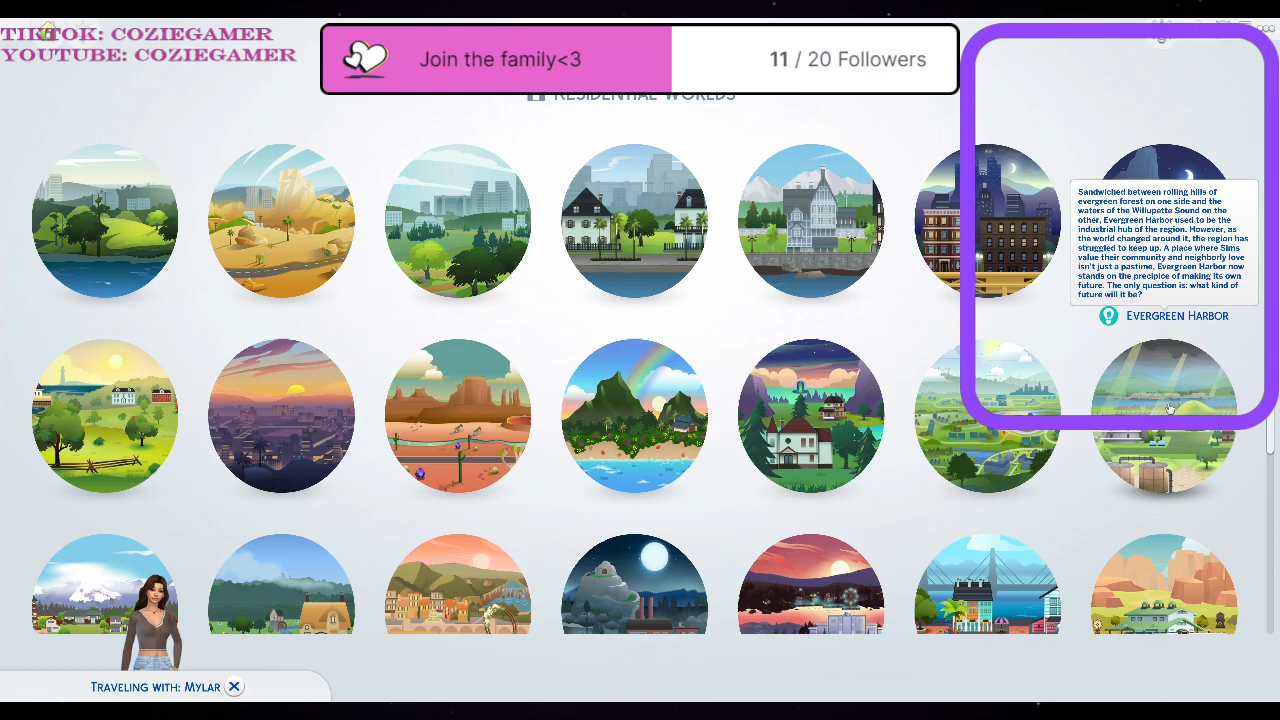 TIKTOK: COZIEGAMER
YOUTUBE: COZIEGAMER
Join the family<3
11 / 20 Followers
RESIDENTIAL WORLDS
Sandwiched between rolling hills of
evergreen forest on one side and the
waters of the Willupette Sound on the
other, Evergreen Harbor used to be the
industrial hub of the region. However, as
the world changed around it, the region has
struggled to keep up. A place where Sims
value their community and neighborly love
isn't just a pastime. Evergreen Harbor now
stands on the precipice of making its own
future. The only question is: what kind of
future will it be?
EVERGREEN HARBOR
TRAVELING WITH: MYLAR